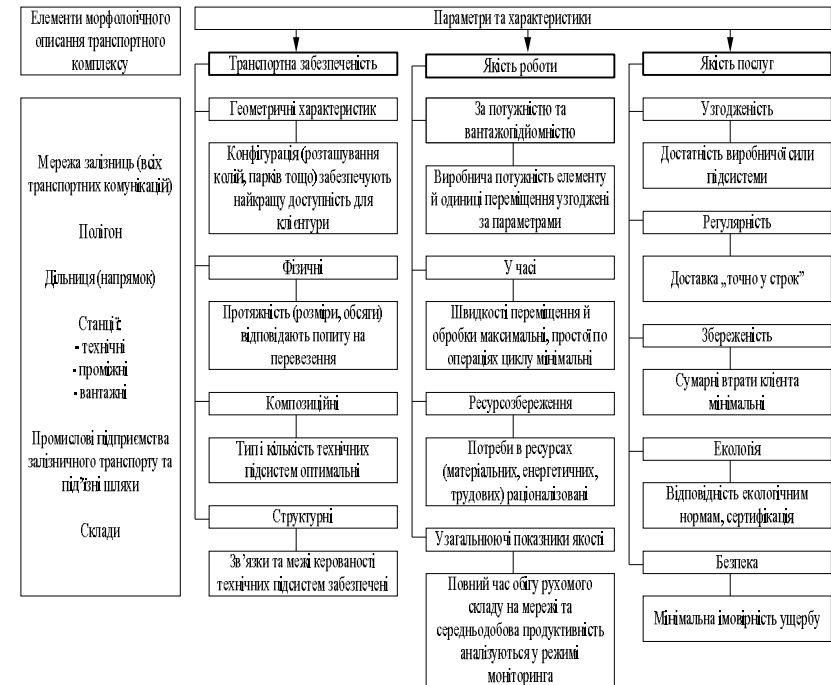 Елементи морфологічного
описання транспортного
комплексу
Мережа залізниць (всіх
транспортних комунікацій)
Полігон
Дільниця (напрямок)
Станції:
- технічні
- проміжні
- вантажні
Промислові підприємства
залізничного транспорту та
під’їзні шляхи
Склади
Параметри та характеристики
Транспортна забезпеченість
Геометричні характеристик
Конфігурація (розташування
колій, парків тощо) забезпечують
найкращу доступність для
клієнтури
Фізичні
Протяжність (розміри, обсяги)
відповідають попиту на
перевезення
Композиційні
Тип і кількість технічних
підсистем оптимальні
Структурні
Зв’язки та межі керованості
технічних підсистем забезпечені
Якість роботи
За потужністю та
вантажопідйомністю
Виробнича потужність елементу
й одиниці переміщення узгоджені
за параметрами
У часі
Швидкості переміщення й
обробки максимальні, простої по
операціях циклу мінімальні
Ресурсозбереження
Потреби в ресурсах
(матеріальних, енергетичних,
трудових) раціоналізовані
Узагальнюючі показники якості
Повний час обігу рухомого
складу на мережі та
середньодобова продуктивність
аналізуються у режимі
моніторинга
Якість послуг
Узгодженість
Достатність виробничої сили
підсистеми
Регулярність
Доставка „точно у строк”
Збереженість
Сумарні втрати клієнта
мінімальні
Екологія
Відповідність екологічним
нормам, сертифікація
Безпека
Мінімальна імовірність ущербу